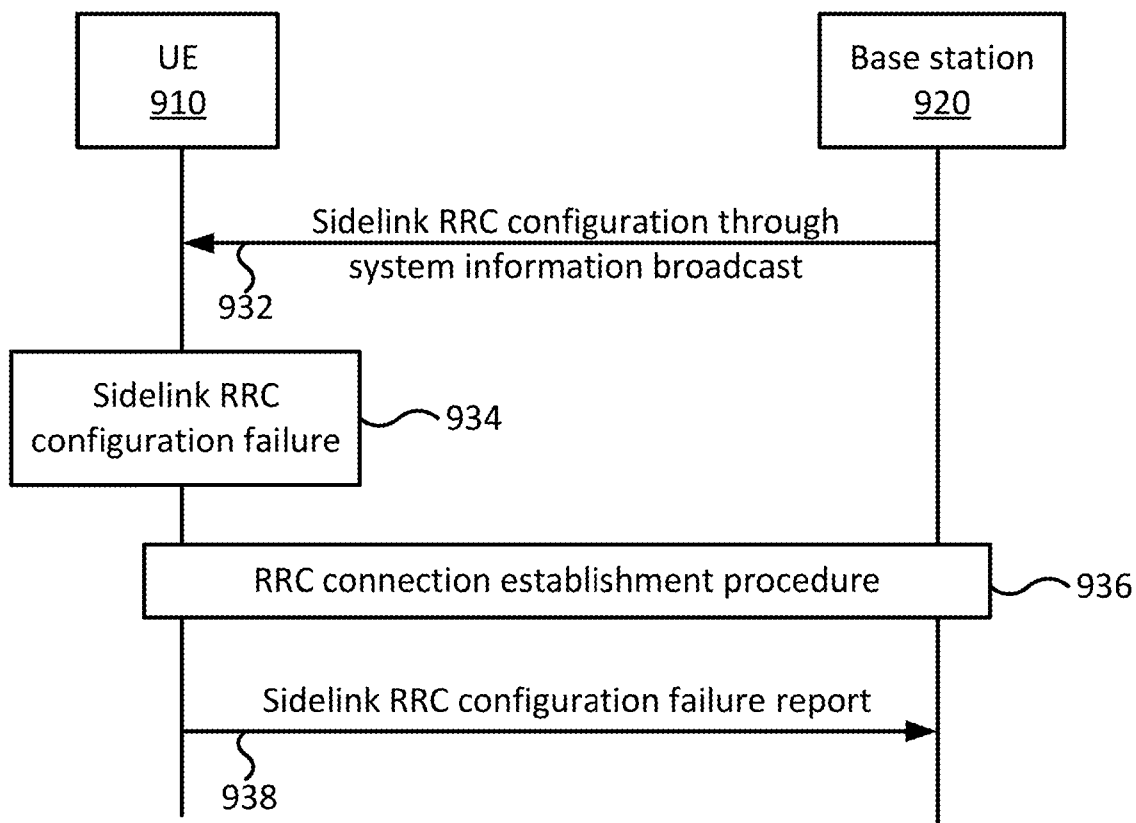 UE
910
Base station
920
Sidelink RRC configuration through
system information broadcast
932
Sidelink RRC
configuration failure
934
RRC connection establishment procedure
936
Sidelink RRC configuration failure report
938